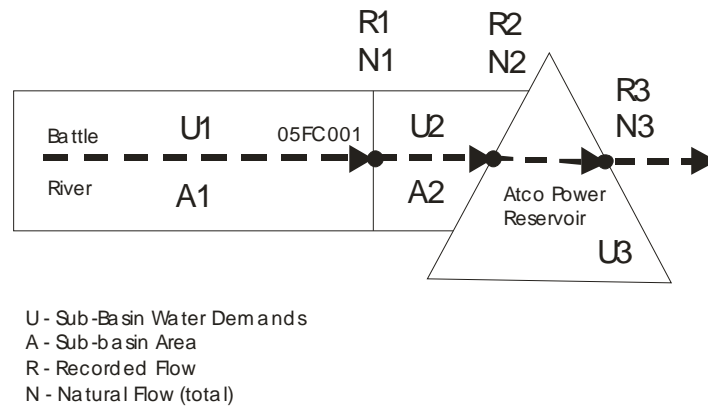 R1
N1
R2
N2
R3
N3
Battle
River
U1
A1
05FC001
U2
A2
Atco Power
Reservoir
U3
U - Sub-Basin Water Demands
A - Sub-basin Area
R - Recorded Flow
N - Natural Flow (total)